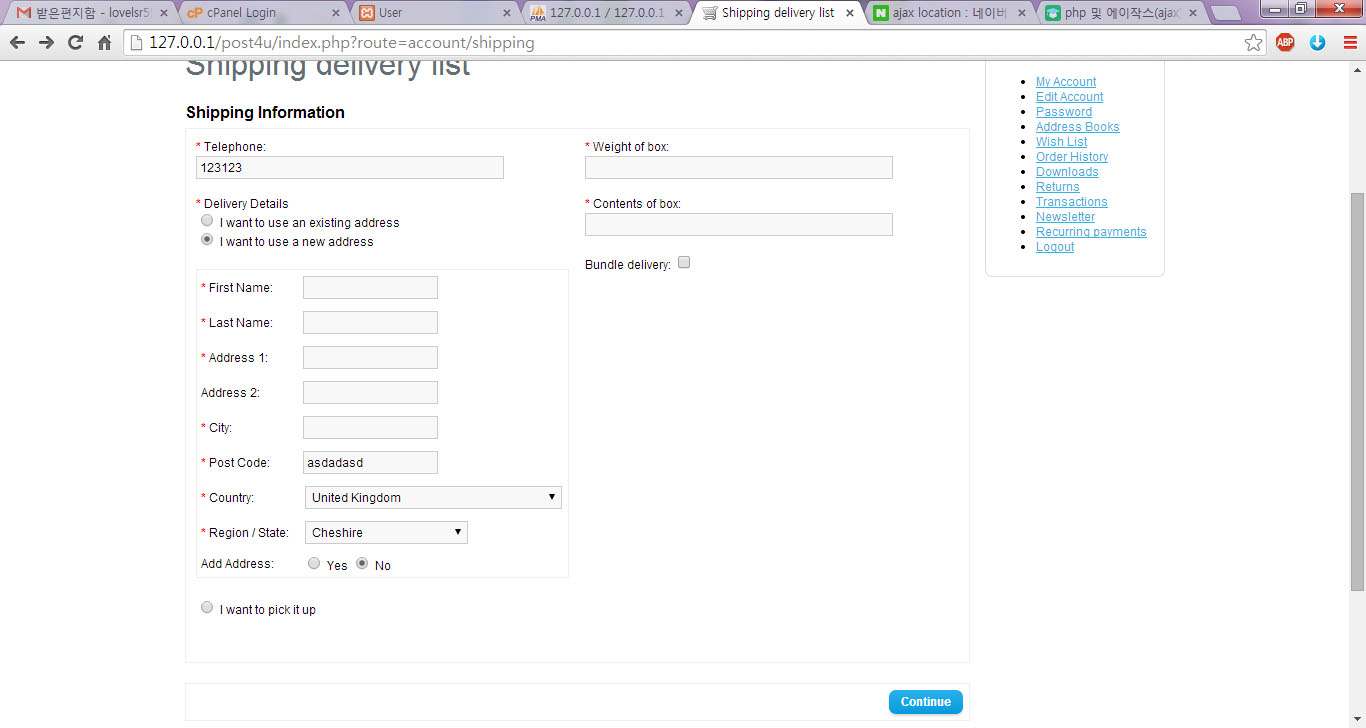 받은편지함 - lovelsr5
cPanel Login
User
127.0.0.1 / 127.0.0.1
Shipping delivery list
ajax location : 네이버
php 및 에이작스(ajax
127.0.0.1/post4u/index.php?route=account/shipping
ABP
Shipping delivery list
Shipping Information
* Telephone:
123123
* Delivery Details
I want to use an existing address
I want to use a new address
* First Name:
* Last Name:
* Address 1:
Address 2:
* City:
* Post Code: asdadasd
* Country: United Kingdom
* Region / State: Cheshire
Add Address: Yes No
I want to pick it up
* Weight of box:
* Contents of box:
Bundle delivery:
My Account
Edit Account
Password
Address Books
Wish List
Order History
Downloads
Returns
Transactions
Newsletter
Recurring payments
Logout
Continue